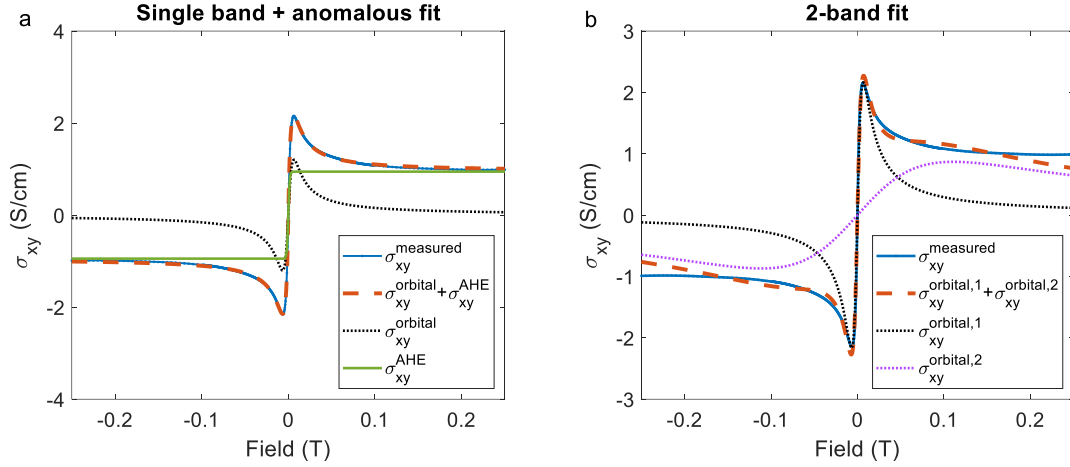 a
Single band + anomalous fit
4
2
0
-2
-4
-0.2
-0.1
0
0.1
0.2
Field (T)
σxy (S/cm)
σxy^measured
σxy^orbital+σxy^AHE
σxy^orbital
σxy^AHE
b
2-band fit
3
2
1
0
-1
-2
-3
-0.2
-0.1
0
0.1
0.2
Field (T)
σxy (S/cm)
σxy^measured
σxy^orbital,1+σxy^orbital,2
σxy^orbital,1
σxy^orbital,2